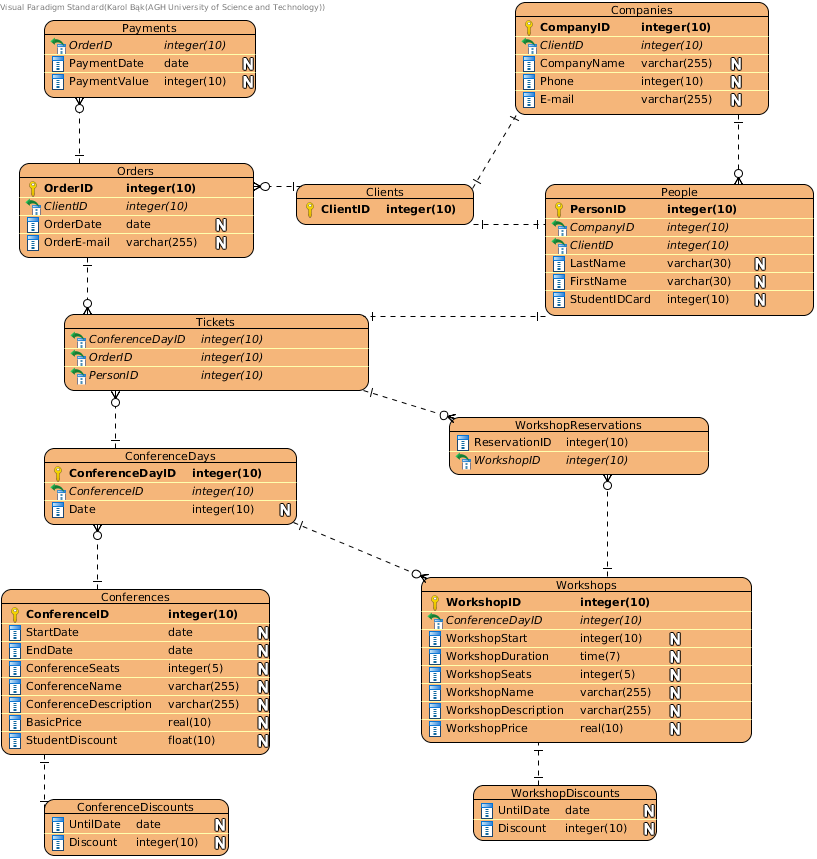 Visual Paradigm Standard(Karol Bąk(AGH University of Science and Technology))
Payments
OrderID integer(10)
PaymentDate date N
PaymentValue integer(10) N
Companies
CompanyID integer(10)
ClientID integer(10)
CompanyName varchar(255) N
Phone integer(10) N
E-mail varchar(255) N
Orders
OrderID integer(10)
ClientID integer(10)
OrderDate date N
OrderE-mail varchar(255) N
Clients
ClientID integer(10)
People
PersonID integer(10)
CompanyID integer(10)
ClientID integer(10)
LastName varchar(30) N
FirstName varchar(30) N
StudentIDCard integer(10) N
Tickets
ConferenceDayID integer(10)
OrderID integer(10)
PersonID integer(10)
WorkshopReservations
ReservationID integer(10)
WorkshopID integer(10)
ConferenceDays
ConferenceDayID integer(10)
ConferenceID integer(10)
Date integer(10) N
Conferences
ConferenceID integer(10)
StartDate date N
EndDate date N
ConferenceSeats integer(5) N
ConferenceName varchar(255) N
ConferenceDescription varchar(255) N
BasicPrice real(10) N
StudentDiscount float(10) N
Workshops
WorkshopID integer(10)
ConferenceDayID integer(10)
WorkshopStart integer(10) N
WorkshopDuration time(7) N
WorkshopSeats integer(5) N
WorkshopName varchar(255) N
WorkshopDescription varchar(255) N
WorkshopPrice real(10) N
ConferenceDiscounts
UntilDate date N
Discount integer(10) N
WorkshopDiscounts
UntilDate date N
Discount integer(10) N